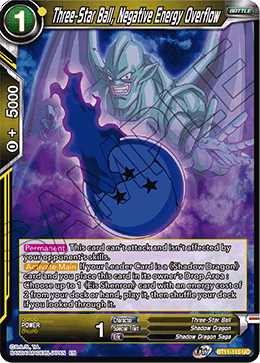 1
Three-Star Ball, Negative Energy Overflow
BATTLE
+ 5000
Permanent This card can't attack and isn't affected by your
opponent's skills.
Activate Main If your Leader Card is a 《Shadow Dragon》
card and you place this card in its owner's Drop Area :
Choose up to 1 《Eis Shenron》 card with an energy cost
of 2 from your hand or deck, play it, then shuffle your deck
if you looked through it.
POWER
1
Character
Three-Star Ball
Special Trait
Shadow Dragon
Era
Shadow Dragon Saga
BT11-115 UC